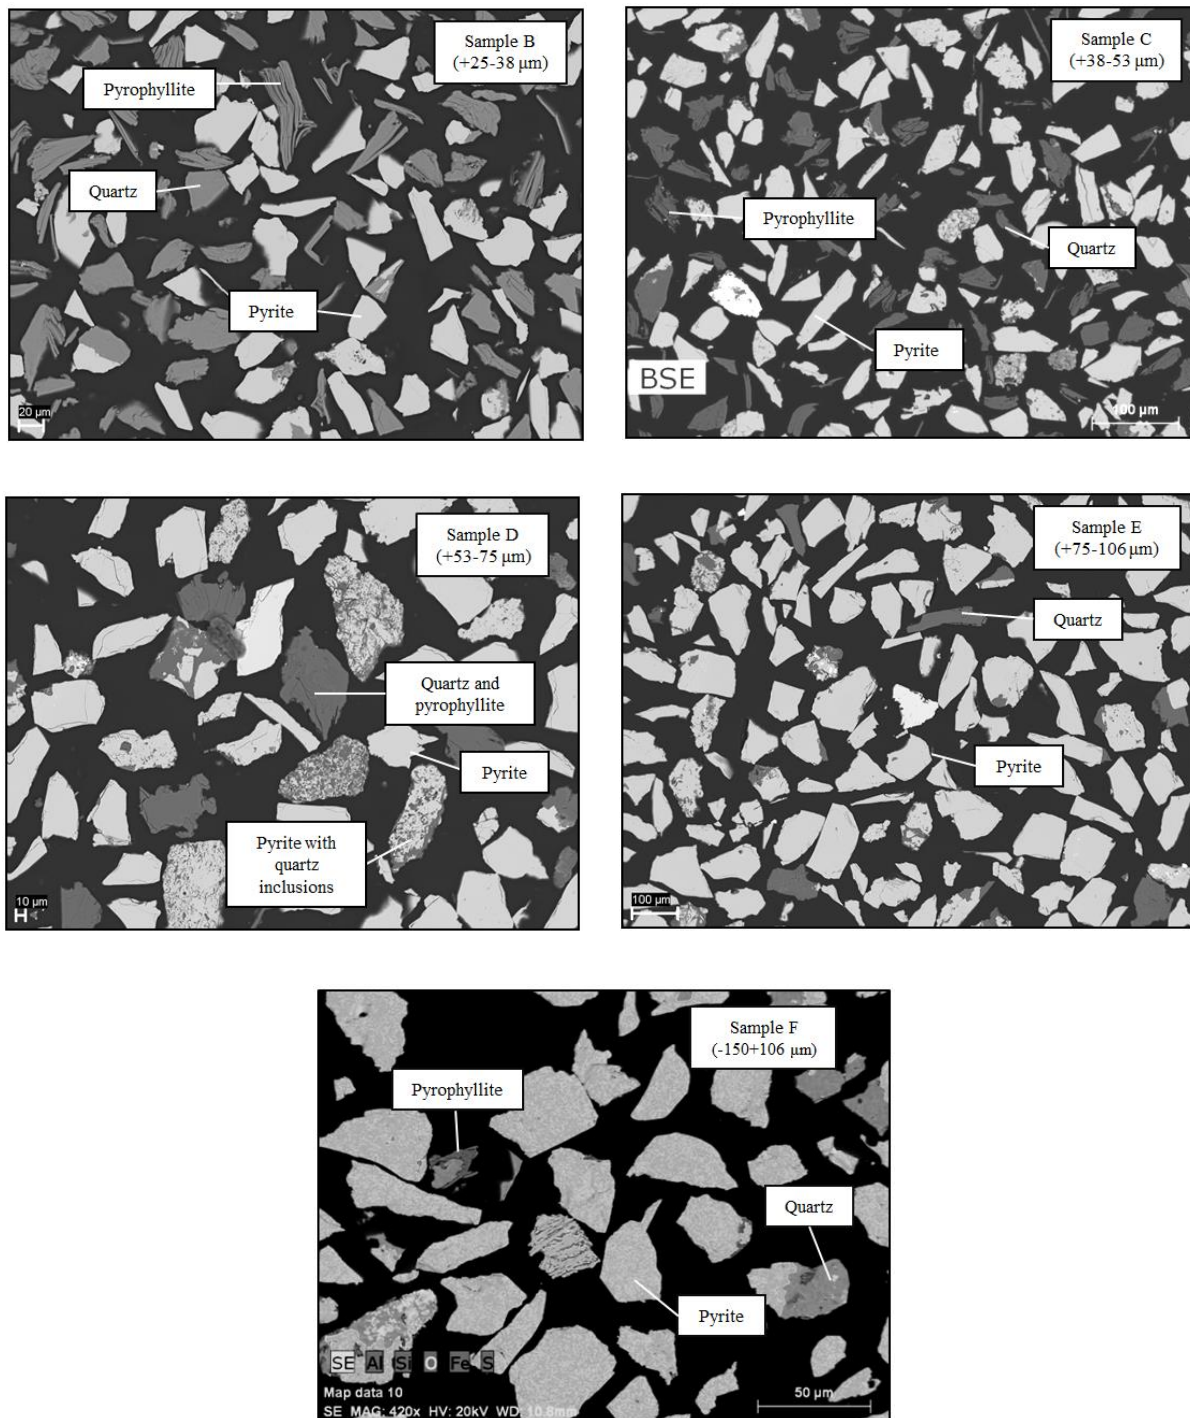 Sample B
(+25-38 µm)
Pyrophyllite
Quartz
Pyrite
20 µm
Sample C
(+38-53 µm)
Pyrophyllite
Quartz
Pyrite
BSE
100 µm
Sample D
(+53-75 µm)
Quartz and
pyrophyllite
Pyrite
Pyrite with
quartz
inclusions
10 µm
Sample E
(+75-106 µm)
Quartz
Pyrite
100 µm
Sample F
(-150+106 µm)
Pyrophyllite
Quartz
Pyrite
SE Al Si O Fe S
Map data 10
SE MAG: 420x HV: 20kV WD: 10.8mm
50 µm